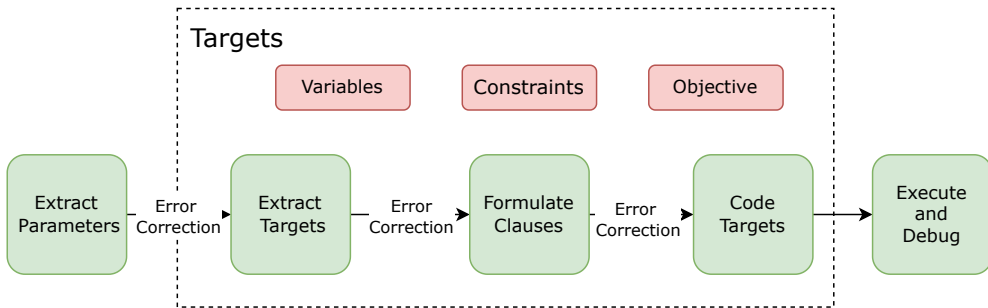 Targets
Variables
Constraints
Objective
Extract
Parameters
Error
Correction
Extract
Targets
Error
Correction
Formulate
Clauses
Error
Correction
Code
Targets
Execute
and
Debug